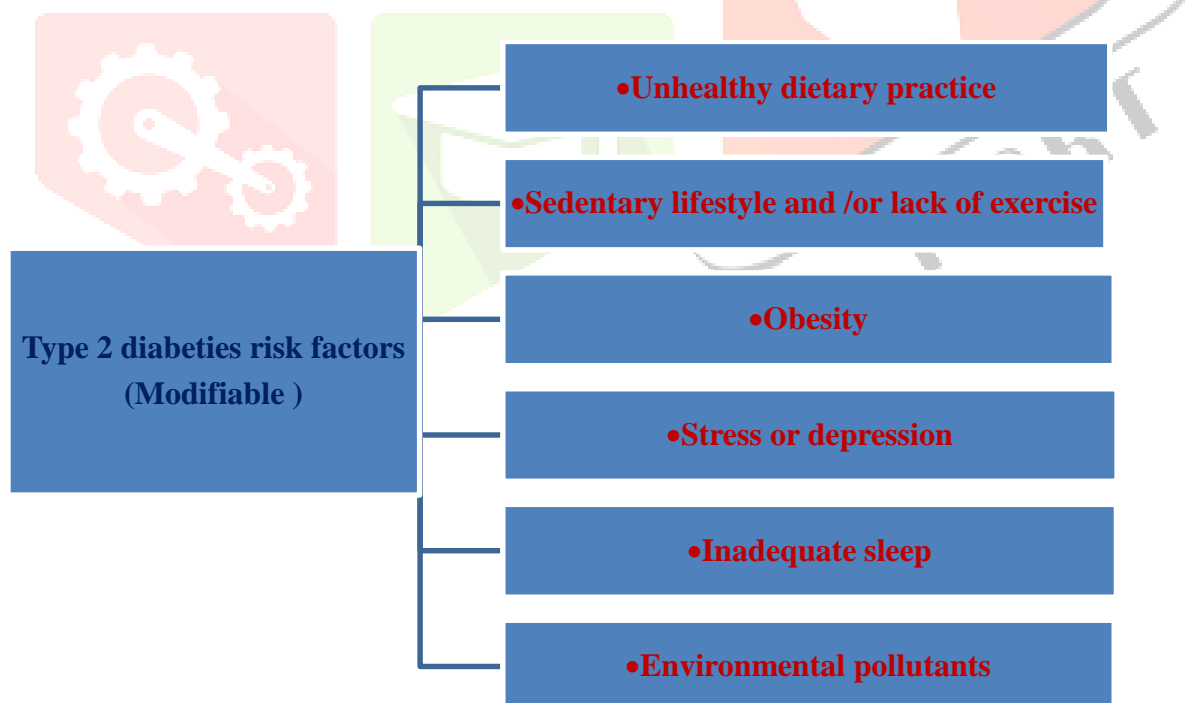 •Unhealthy dietary practice
•Sedentary lifestyle and /or lack of exercise
Type 2 diabeties risk factors
(Modifiable )
•Obesity
•Stress or depression
•Inadequate sleep
•Environmental pollutants